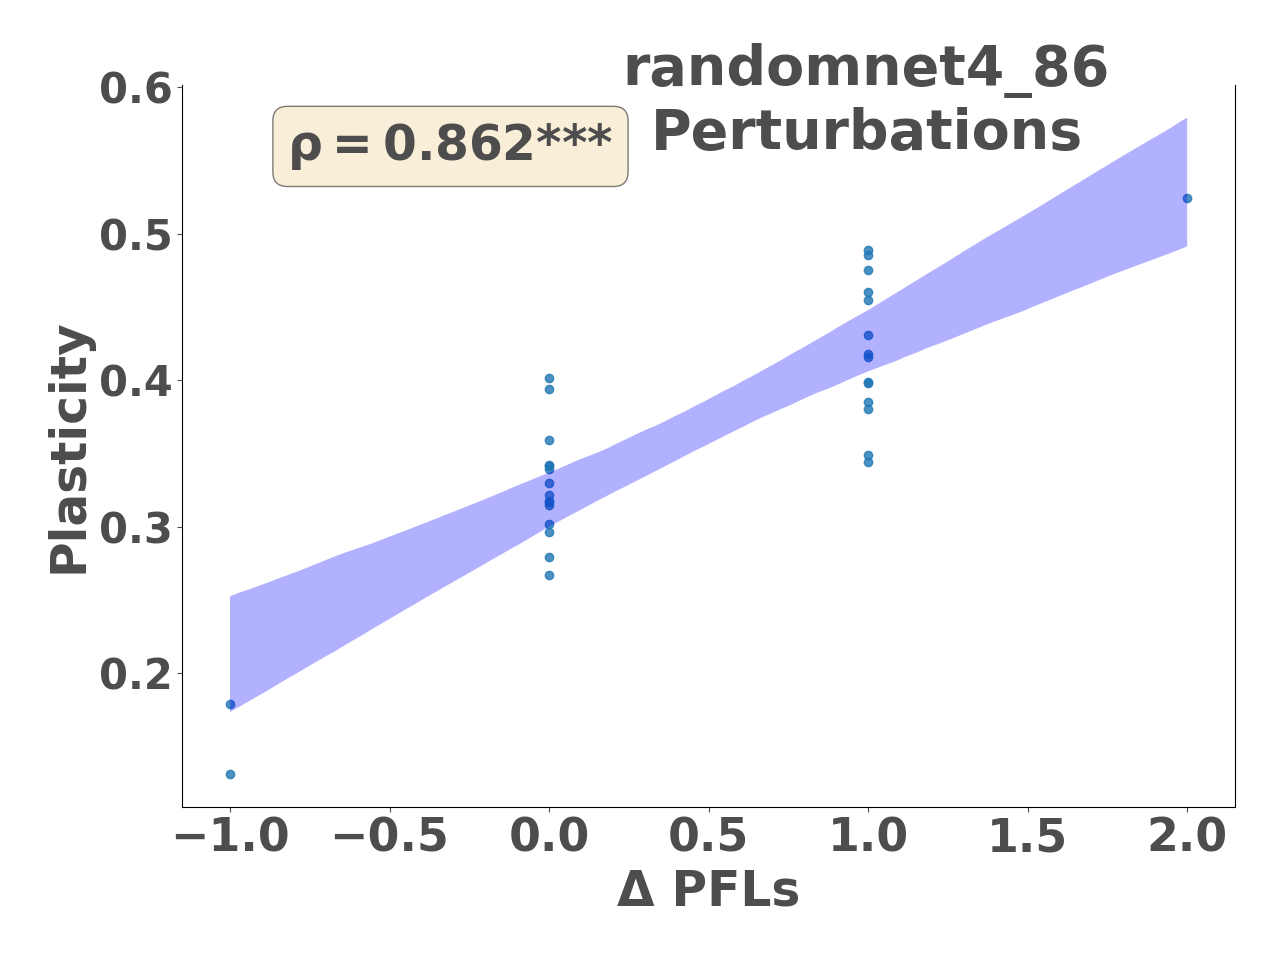 randomnet4_86
Perturbations
ρ = 0.862***
0.6
0.5
0.4
0.3
0.2
Plasticity
−1.0 −0.5 0.0 0.5 1.0 1.5 2.0
Δ PFLs